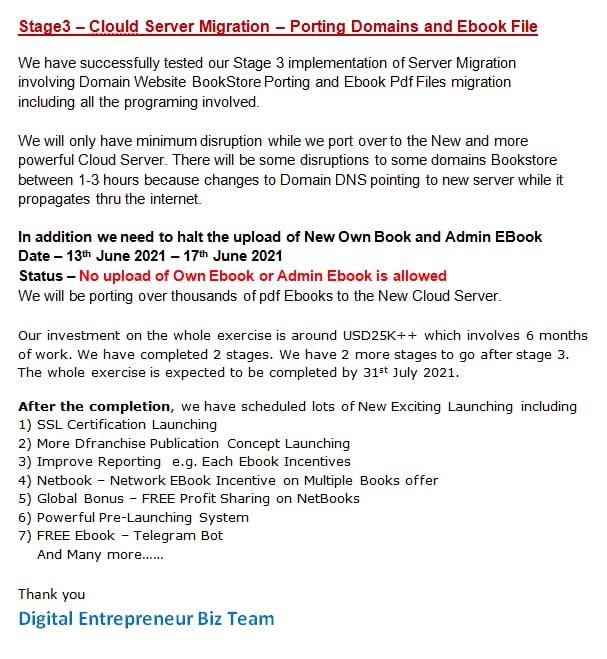 Stage3 – Clould Server Migration – Porting Domains and Ebook File
We have successfully tested our Stage 3 implementation of Server Migration
involving Domain Website BookStore Porting and Ebook Pdf Files migration
including all the programing involved.
We will only have minimum disruption while we port over to the New and more
powerful Cloud Server. There will be some disruptions to some domains Bookstore
between 1-3 hours because changes to Domain DNS pointing to new server while it
propagates thru the internet.
In addition we need to halt the upload of New Own Book and Admin EBook
Date – 13th June 2021 – 17th June 2021
Status – No upload of Own Ebook or Admin Ebook is allowed
We will be porting over thousands of pdf Ebooks to the New Cloud Server.
Our investment on the whole exercise is around USD25K++ which involves 6 months
of work. We have completed 2 stages. We have 2 more stages to go after stage 3.
The whole exercise is expected to be completed by 31st July 2021.
After the completion, we have scheduled lots of New Exciting Launching including
1) SSL Certification Launching
2) More Dfranchise Publication Concept Launching
3) Improve Reporting e.g. Each Ebook Incentives
4) Netbook – Network EBook Incentive on Multiple Books offer
5) Global Bonus – FREE Profit Sharing on NetBooks
6) Powerful Pre-Launching System
7) FREE Ebook – Telegram Bot
And Many more......
Thank you
Digital Entrepreneur Biz Team